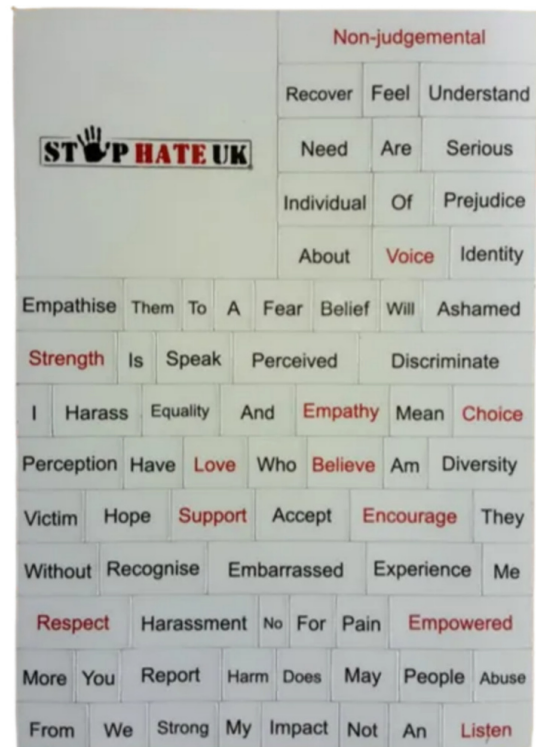 Non-judgemental
Recover Feel Understand
STOP HATE UK
Need Are Serious
Individual Of Prejudice
About Voice Identity
Empathise Them To A Fear Belief Will Ashamed
Strength Is Speak Perceived Discriminate
I Harass Equality And Empathy Mean Choice
Perception Have Love Who Believe Am Diversity
Victim Hope Support Accept Encourage They
Without Recognise Embarrassed Experience Me
Respect Harassment No For Pain Empowered
More You Report Harm Does May People Abuse
From We Strong My Impact Not An Listen